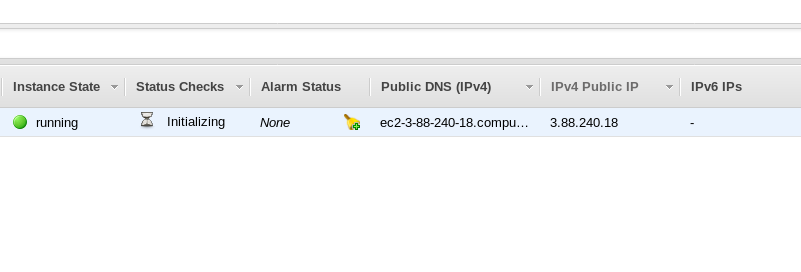 Instance State Status Checks Alarm Status Public DNS (IPv4) IPv4 Public IP IPv6 IPs
running Initializing None ec2-3-88-240-18.compu… 3.88.240.18 -